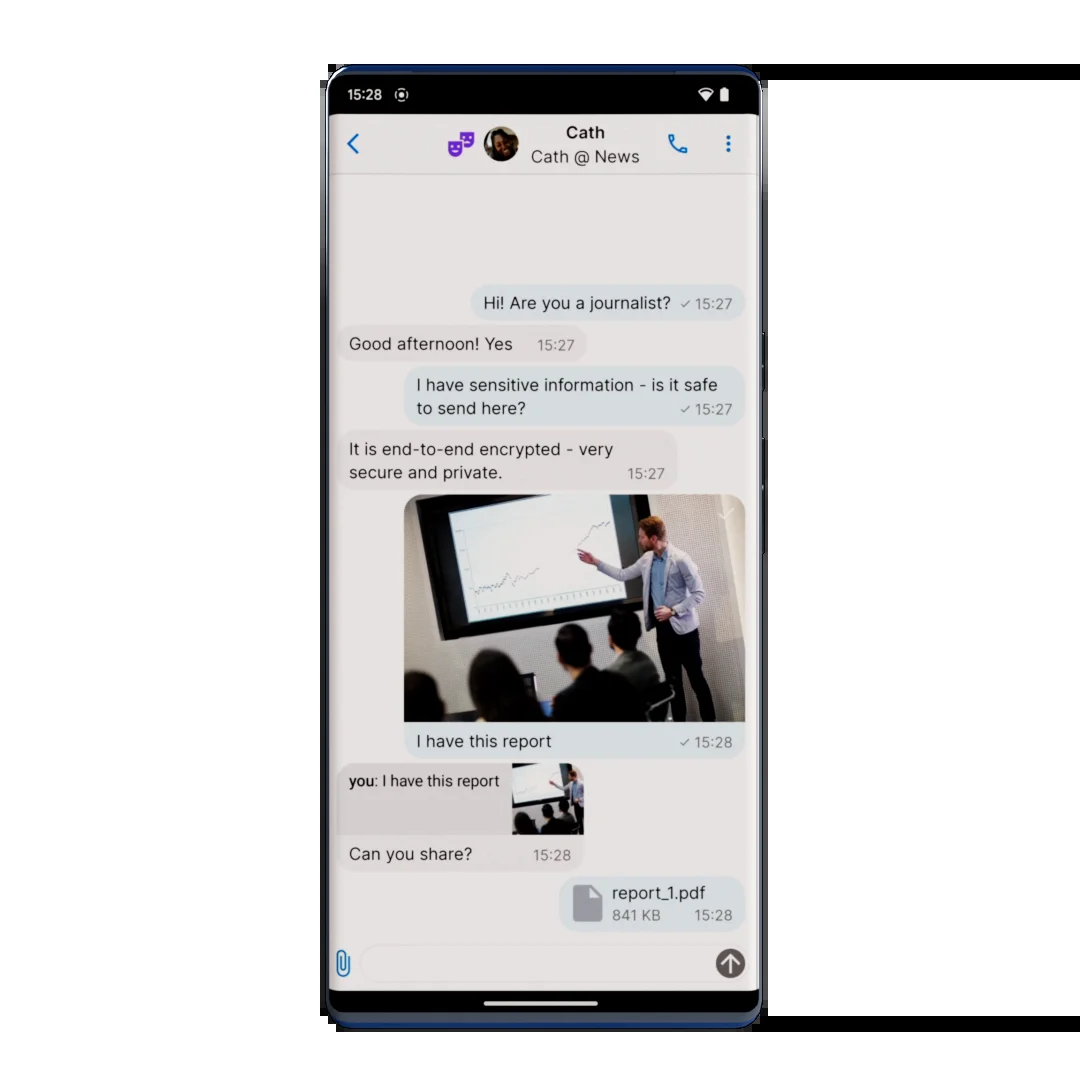 15:28
Cath
Cath @ News
Hi! Are you a journalist? ✓ 15:27
Good afternoon! Yes 15:27
I have sensitive information - is it safe
to send here? ✓ 15:27
It is end-to-end encrypted - very
secure and private. 15:27
I have this report ✓ 15:28
you: I have this report
Can you share? 15:28
report_1.pdf
841 KB 15:28